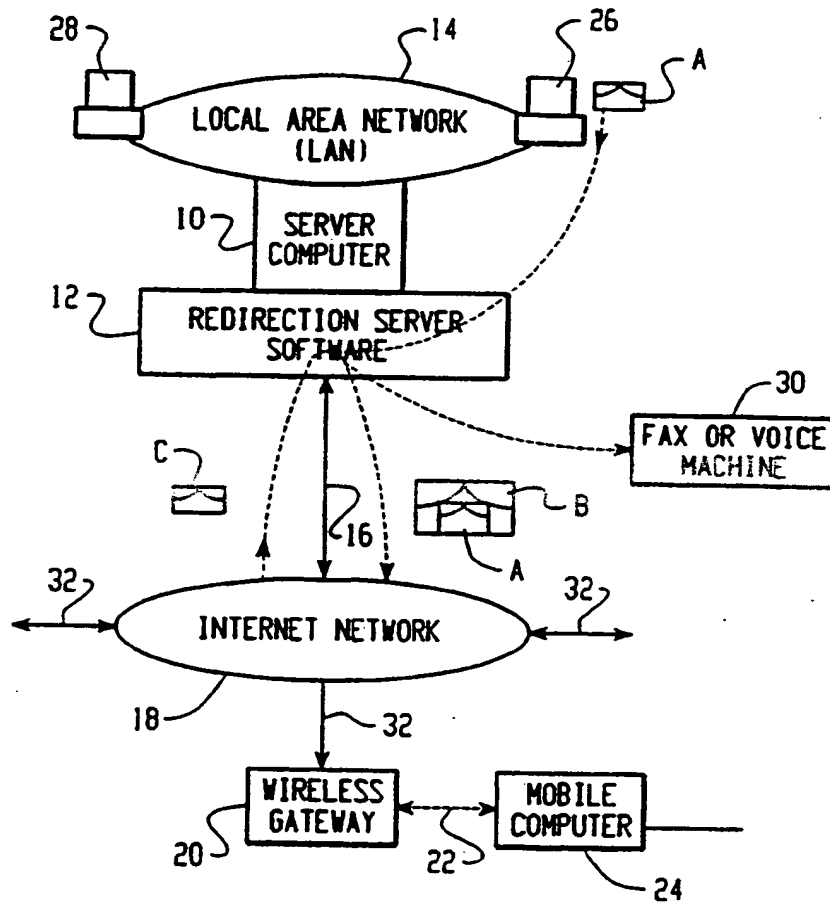 28
14
26
A
LOCAL AREA NETWORK
(LAN)
10
SERVER
COMPUTER
12
REDIRECTION SERVER
SOFTWARE
30
FAX OR VOICE
MACHINE
C
B
16
A
32
32
INTERNET NETWORK
18
32
WIRELESS
GATEWAY
MOBILE
COMPUTER
20
22
24